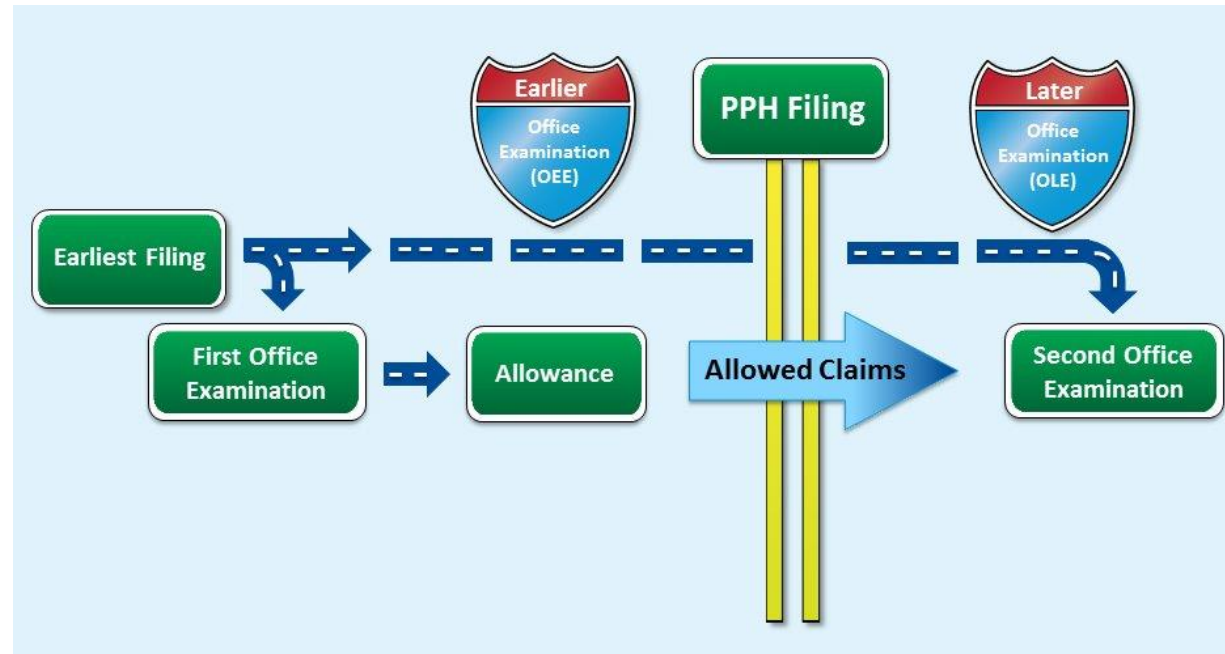 Earlier
Office
Examination
(OEE)
PPH Filing
Later
Office
Examination
(OLE)
Earliest Filing
First Office
Examination
Allowance
Allowed Claims
Second Office
Examination